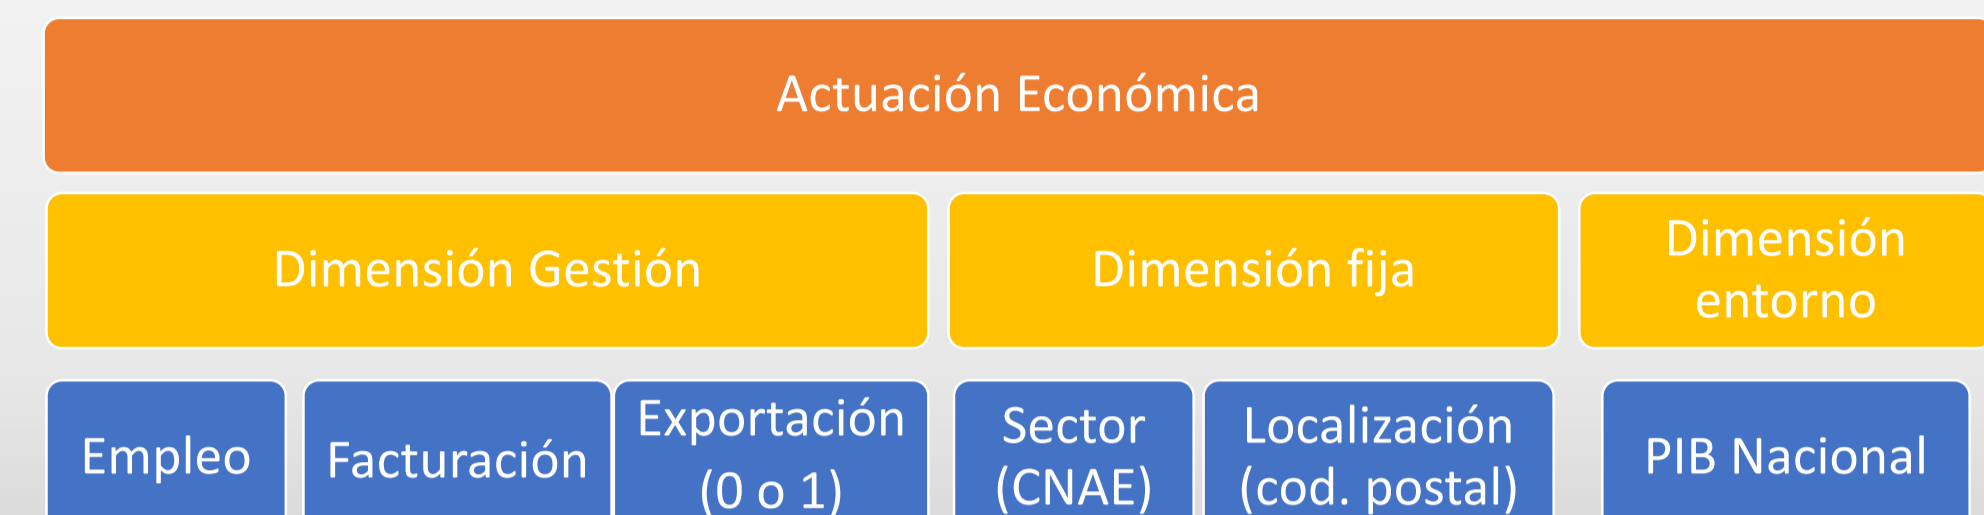 Actuación Económica
Dimensión Gestión
Dimensión fija
Dimensión
entorno
Empleo
Facturación
Exportación
(0 o 1)
Sector
(CNAE)
Localización
(cod. postal)
PIB Nacional